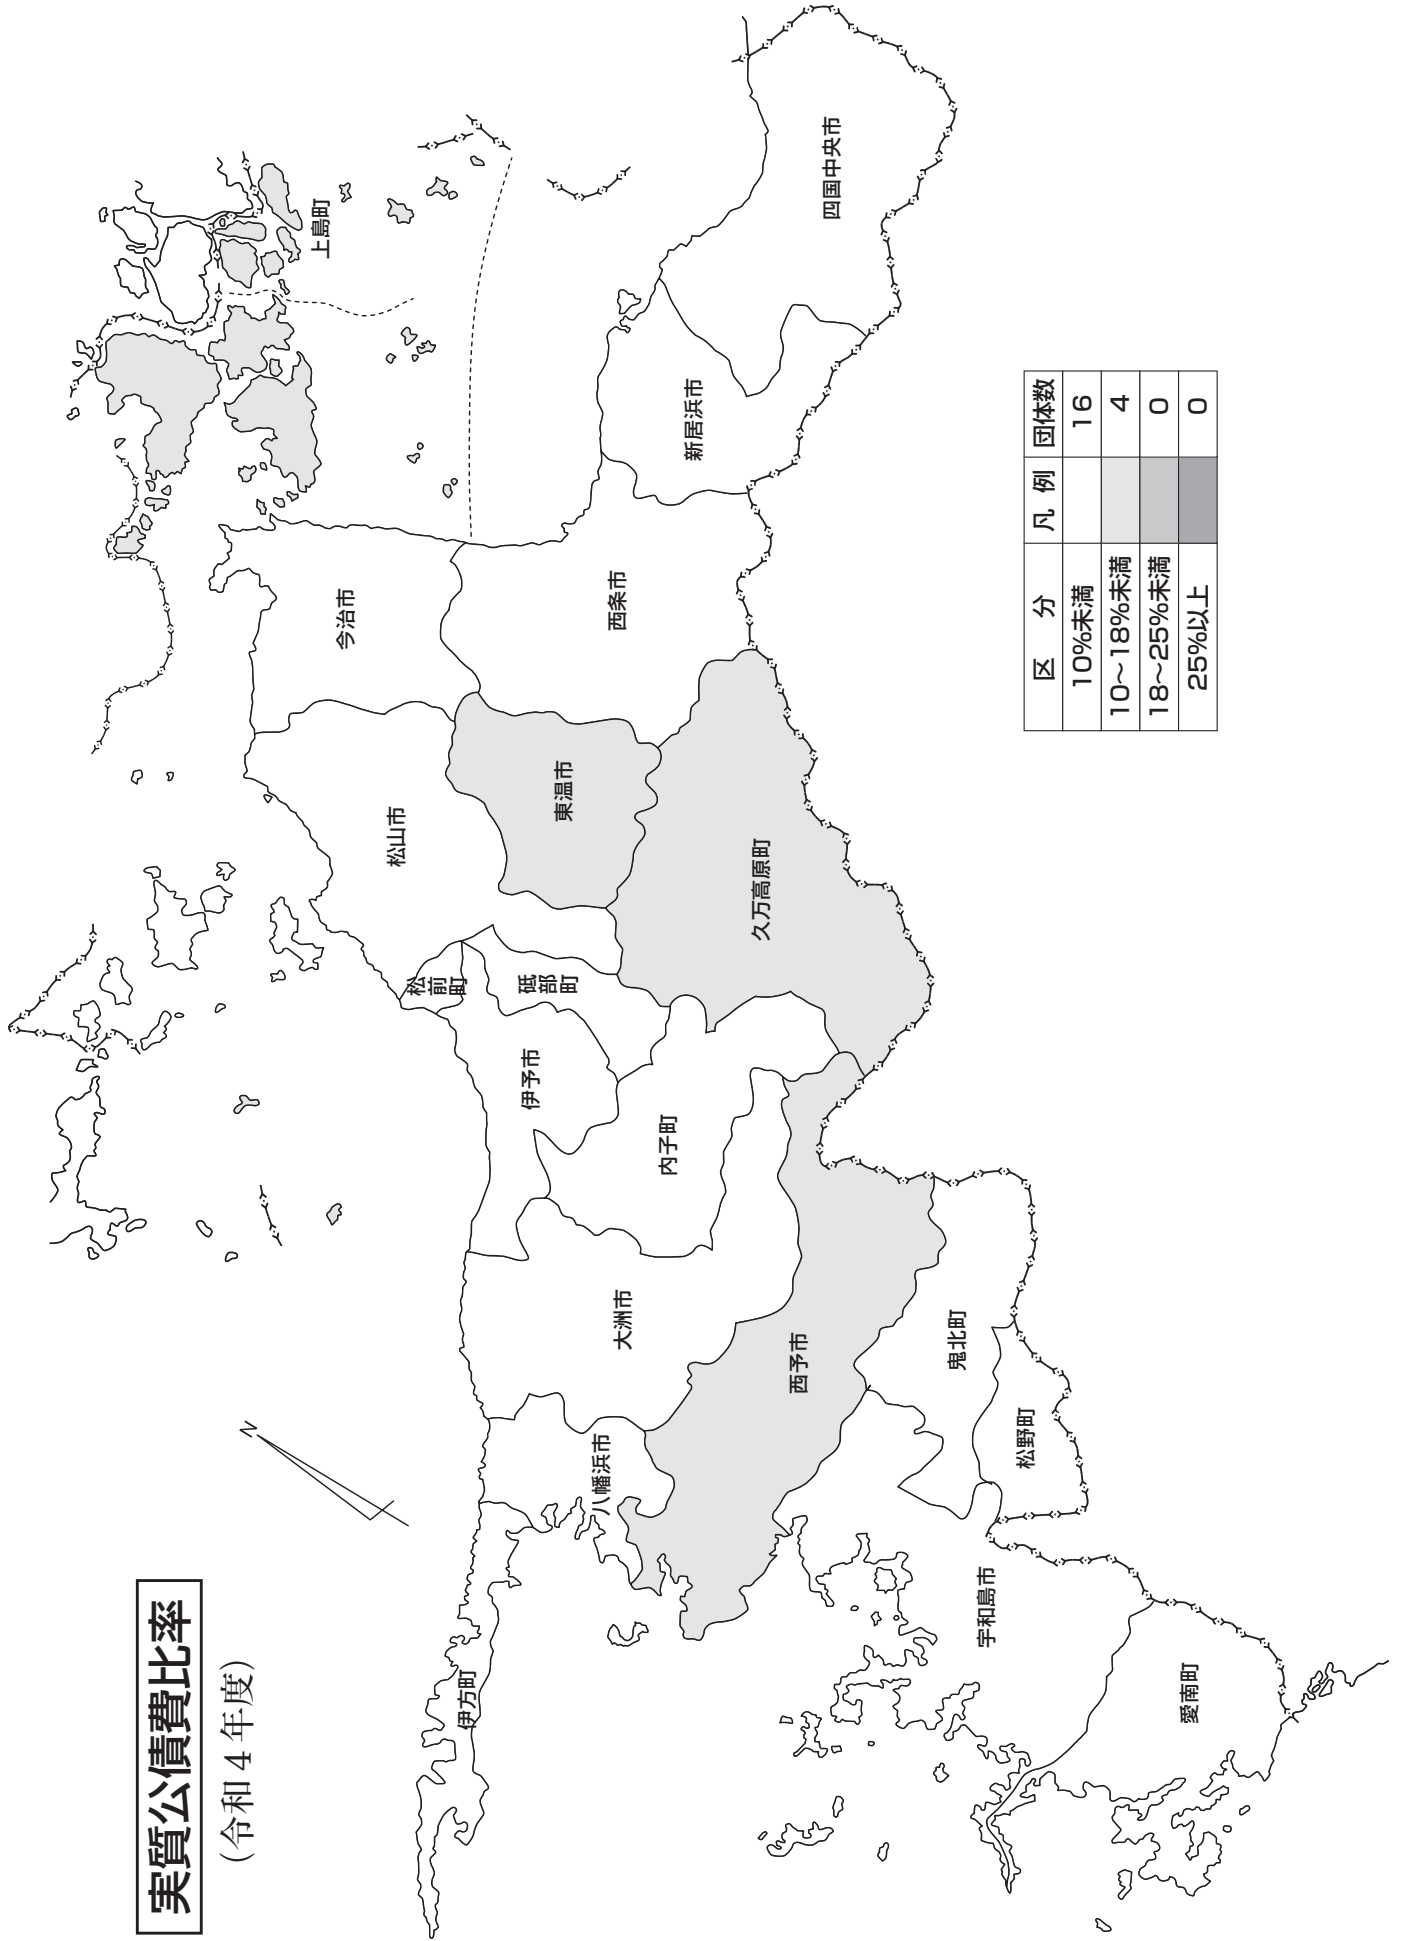 実質公債費比率
(令和4年度)
N
上島町
四国中央市
新居浜市
西条市
今治市
東温市
松山市
久万高原町
松前町
砥部町
伊予市
内子町
大洲市
西予市
八幡浜市
伊方町
鬼北町
松野町
宇和島市
愛南町
区 分 凡 例 団体数
10%未満 16
10〜18%未満 4
18〜25%未満 0
25%以上 0